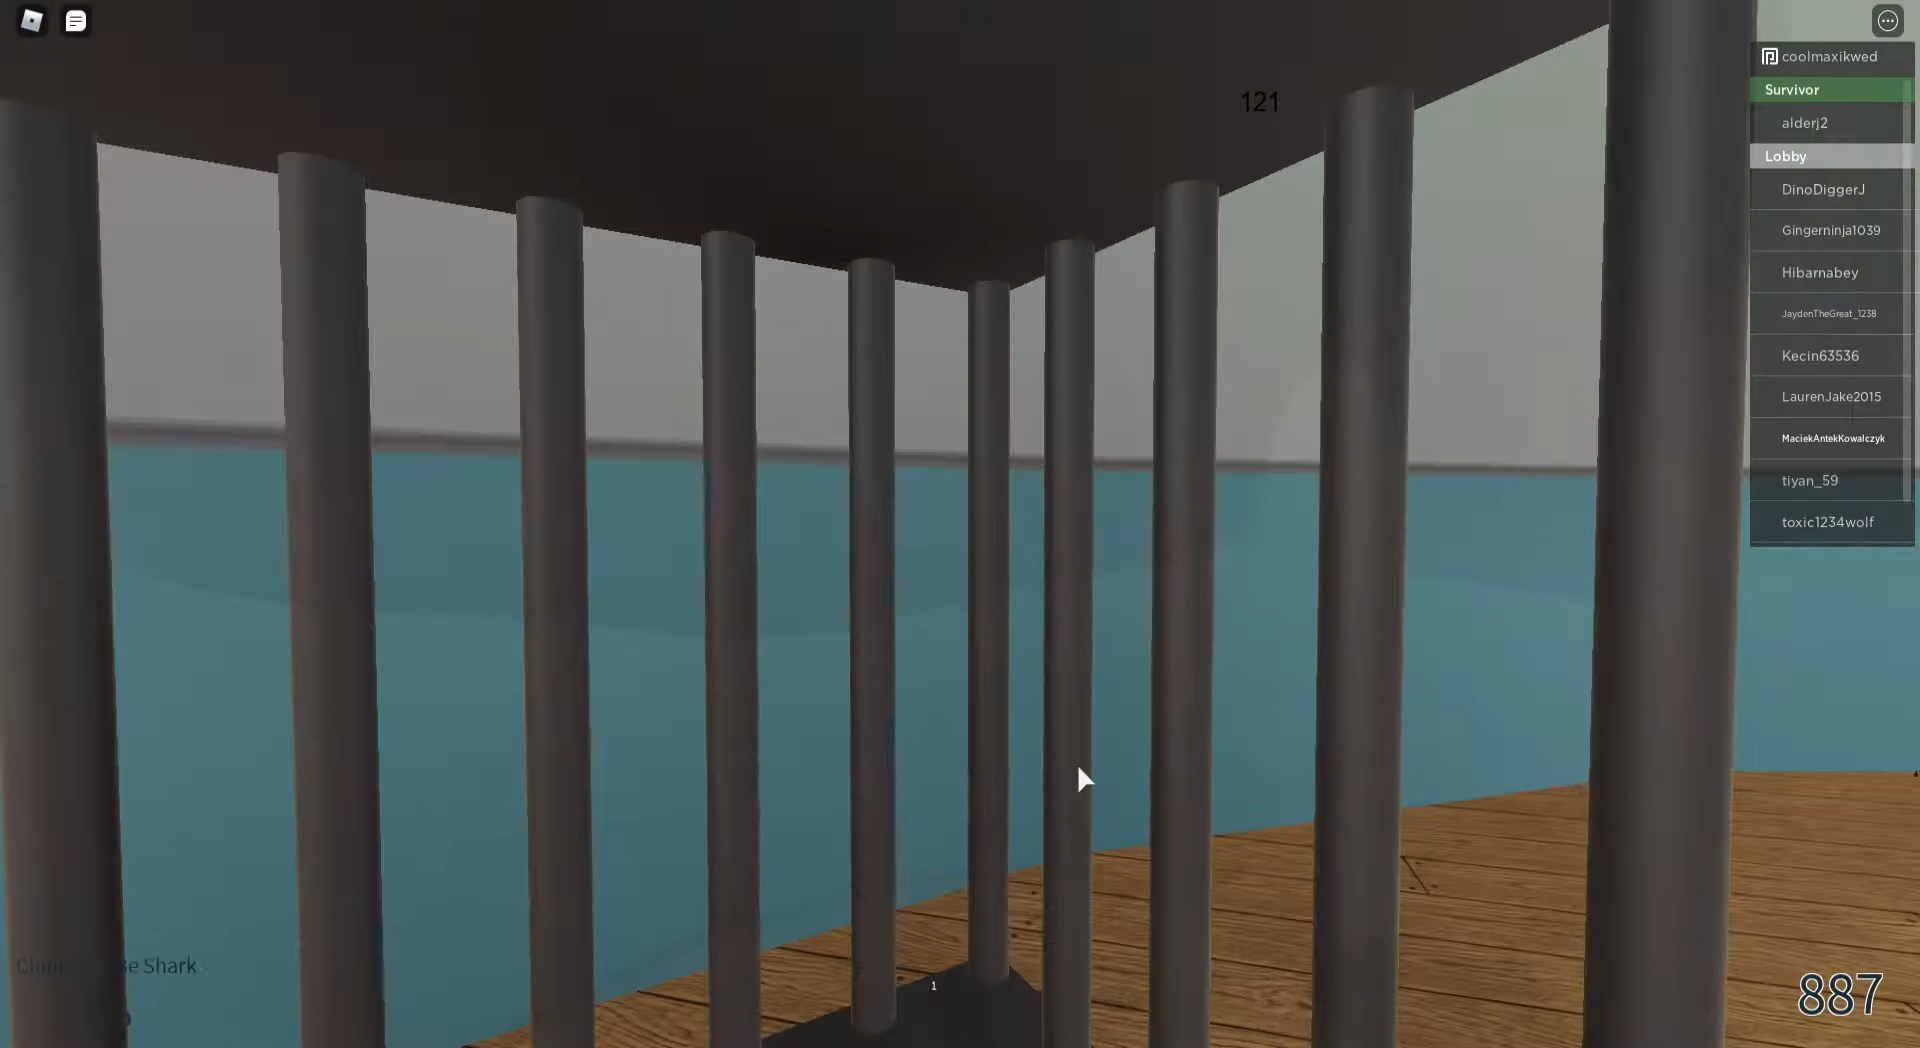 121
coolmaxikwed
Survivor
alderj2
Lobby
DinoDiggerJ
Gingerninja1039
Hibarnabey
JaydenTheGreat_1238
Kecin63536
LaurenJake2015
MaciekAntekKowalczyk
tiyan_59
toxic1234wolf
Shark
1
887